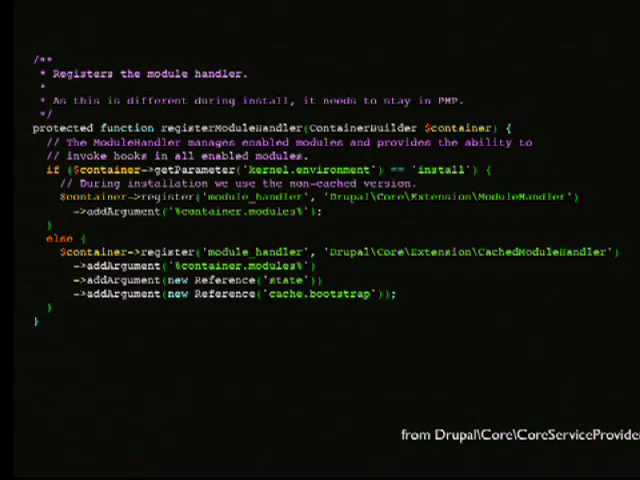 /**
* Registers the module handler.
*
* As this is different during install, it needs to stay in PHP.
*/
protected function registerModuleHandler(ContainerBuilder $container) {
// The ModuleHandler manages enabled modules and provides the ability to
// invoke hooks in all enabled modules.
if ($container->getParameter('kernel.environment') == 'install') {
// During installation we use the non-cached version.
$container->register('module_handler', 'Drupal\Core\Extension\ModuleHandler')
->addArgument('%container.modules%');
}
else {
$container->register('module_handler', 'Drupal\Core\Extension\CachedModuleHandler')
->addArgument('%container.modules%')
->addArgument(new Reference('state'))
->addArgument(new Reference('cache.bootstrap'));
}
}
from Drupal\Core\CoreServiceProvider